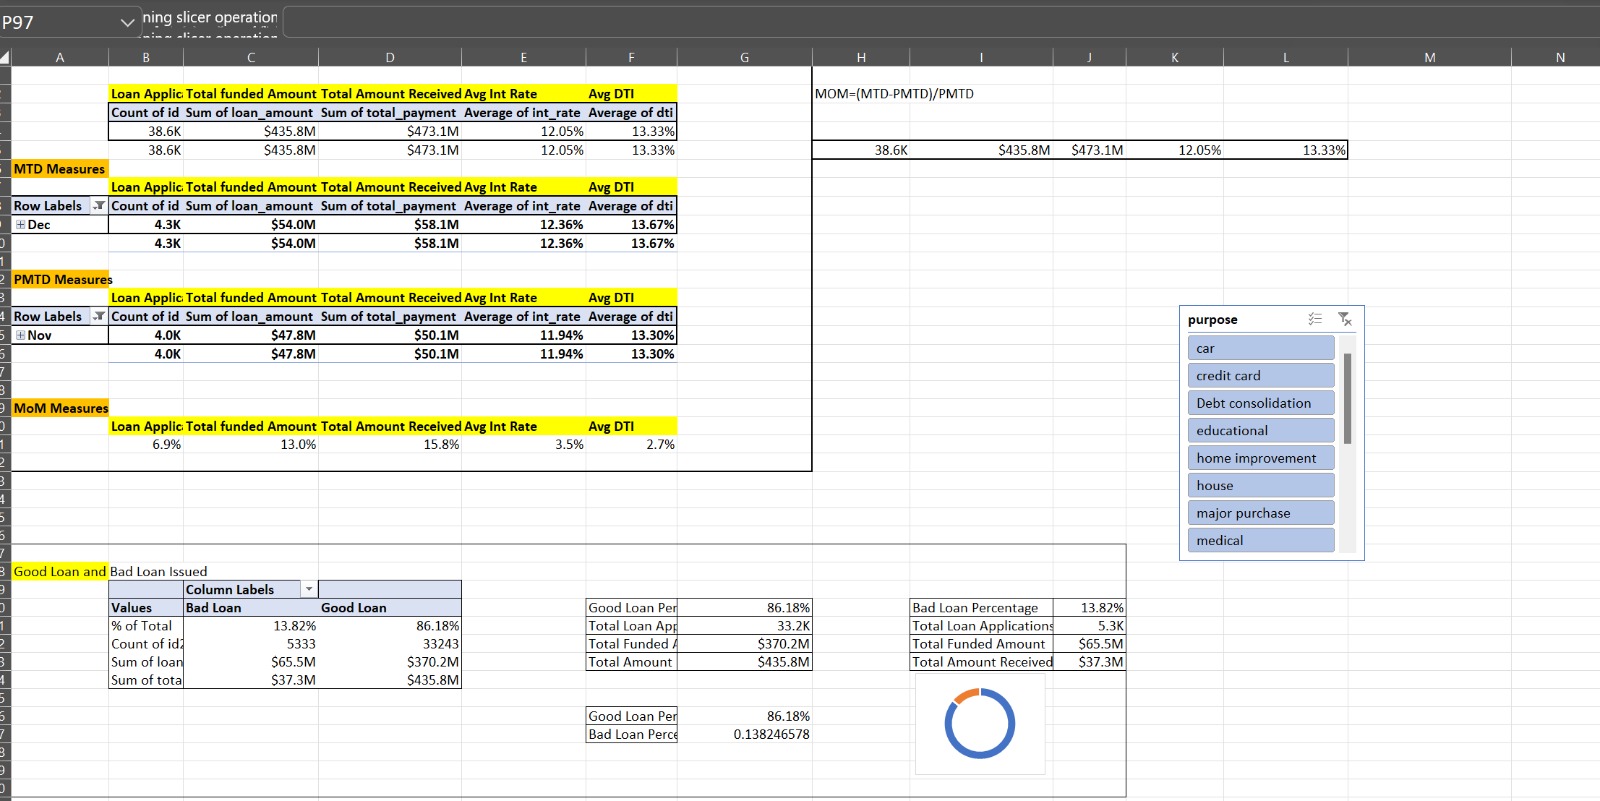 P97 ning slicer operation
A B C D E F G H I J K L M N
Loan Applic Total funded Amount Total Amount Received Avg Int Rate Avg DTI MOM=(MTD-PMTD)/PMTD
Count of id Sum of loan_amount Sum of total_payment Average of int_rate Average of dti
38.6K $435.8M $473.1M 12.05% 13.33%
38.6K $435.8M $473.1M 12.05% 13.33% 38.6K $435.8M $473.1M 12.05% 13.33%
MTD Measures
Loan Applic Total funded Amount Total Amount Received Avg Int Rate Avg DTI
Row Labels Count of id Sum of loan_amount Sum of total_payment Average of int_rate Average of dti
Dec 4.3K $54.0M $58.1M 12.36% 13.67%
4.3K $54.0M $58.1M 12.36% 13.67%
PMTD Measures
Loan Applic Total funded Amount Total Amount Received Avg Int Rate Avg DTI
Row Labels Count of id Sum of loan_amount Sum of total_payment Average of int_rate Average of dti
Nov 4.0K $47.8M $50.1M 11.94% 13.30%
4.0K $47.8M $50.1M 11.94% 13.30%
MoM Measures
Loan Applic Total funded Amount Total Amount Received Avg Int Rate Avg DTI
6.9% 13.0% 15.8% 3.5% 2.7%
purpose
car
credit card
Debt consolidation
educational
home improvement
house
major purchase
medical
Good Loan and Bad Loan Issued
Column Labels
Values Bad Loan Good Loan Good Loan Per 86.18% Bad Loan Percentage 13.82%
% of Total 13.82% 86.18% Total Loan App 33.2K Total Loan Applications 5.3K
Count of id2 5333 33243 Total Funded A $370.2M Total Funded Amount $65.5M
Sum of loan $65.5M $370.2M Total Amount $435.8M Total Amount Received $37.3M
Sum of tota $37.3M $435.8M
Good Loan Per 86.18%
Bad Loan Perce 0.138246578